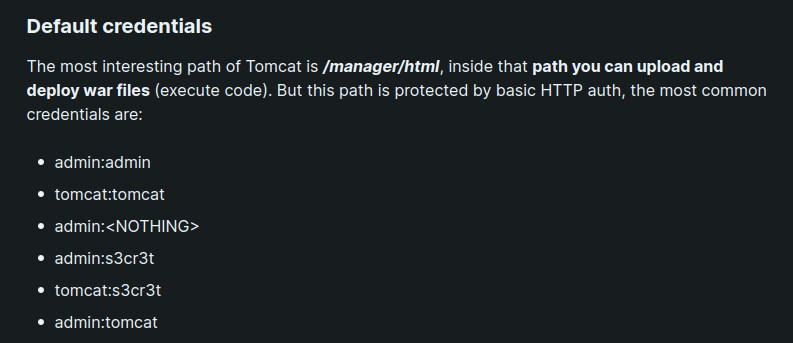 Default credentials
The most interesting path of Tomcat is /manager/html, inside that path you can upload and
deploy war files (execute code). But this path is protected by basic HTTP auth, the most common
credentials are:
• admin:admin
• tomcat:tomcat
• admin:<NOTHING>
• admin:s3cr3t
• tomcat:s3cr3t
• admin:tomcat